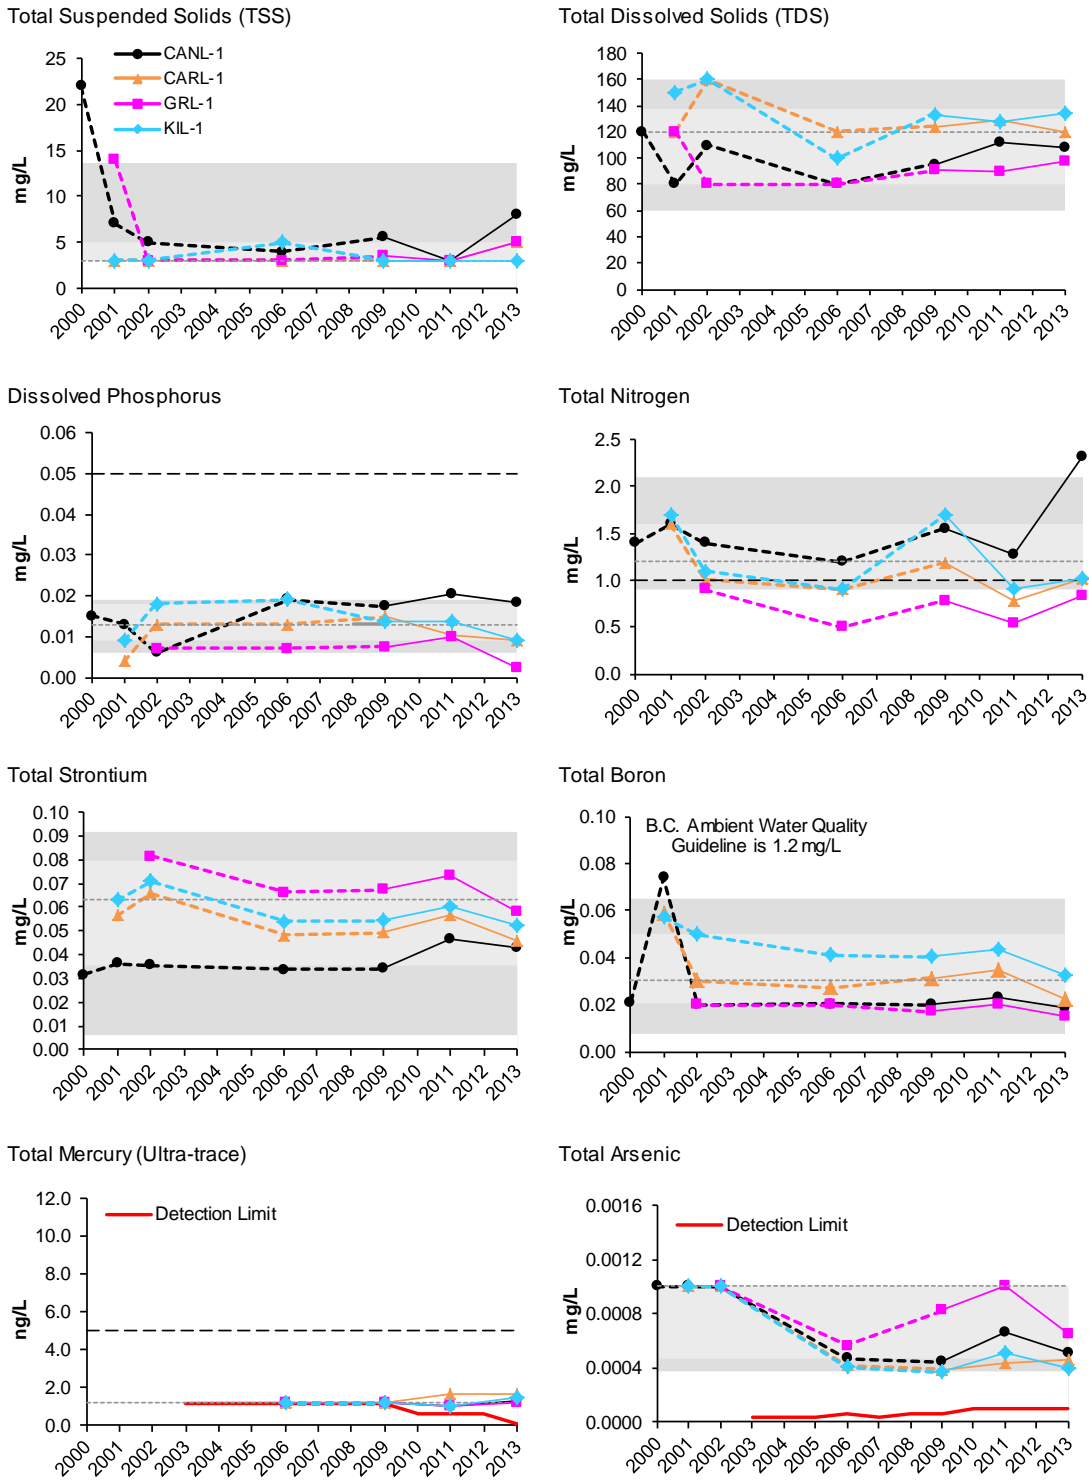 Total Suspended Solids (TSS)
25
20
15
10
5
0
mg/L
CANL-1
CARL-1
GRL-1
KIL-1
2000 2001 2002 2003 2004 2005 2006 2007 2008 2009 2010 2011 2012 2013
Total Dissolved Solids (TDS)
180
160
140
120
100
80
60
40
20
0
mg/L
2000 2001 2002 2003 2004 2005 2006 2007 2008 2009 2010 2011 2012 2013
Dissolved Phosphorus
0.06
0.05
0.04
0.03
0.02
0.01
0.00
mg/L
2000 2001 2002 2003 2004 2005 2006 2007 2008 2009 2010 2011 2012 2013
Total Nitrogen
2.5
2.0
1.5
1.0
0.5
0.0
mg/L
2000 2001 2002 2003 2004 2005 2006 2007 2008 2009 2010 2011 2012 2013
Total Strontium
0.10
0.09
0.08
0.07
0.06
0.05
0.04
0.03
0.02
0.01
0.00
mg/L
2000 2001 2002 2003 2004 2005 2006 2007 2008 2009 2010 2011 2012 2013
Total Boron
0.10
0.08
0.06
0.04
0.02
0.00
mg/L
B.C. Ambient Water Quality
Guideline is 1.2 mg/L
2000 2001 2002 2003 2004 2005 2006 2007 2008 2009 2010 2011 2012 2013
Total Mercury (Ultra-trace)
12.0
10.0
8.0
6.0
4.0
2.0
0.0
ng/L
Detection Limit
2000 2001 2002 2003 2004 2005 2006 2007 2008 2009 2010 2011 2012 2013
Total Arsenic
0.0016
0.0012
0.0008
0.0004
0.0000
mg/L
Detection Limit
2000 2001 2002 2003 2004 2005 2006 2007 2008 2009 2010 2011 2012 2013